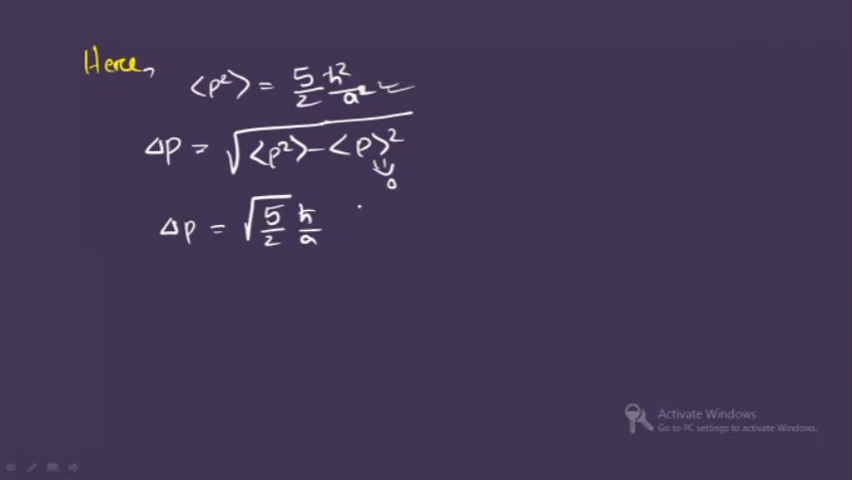 Here,
<p²> = 5/2 ħ²/a²
Δp = √<p²> - <p>²
0
Δp = √5/2 ħ/a
Activate Windows
Go to PC settings to activate Windows.